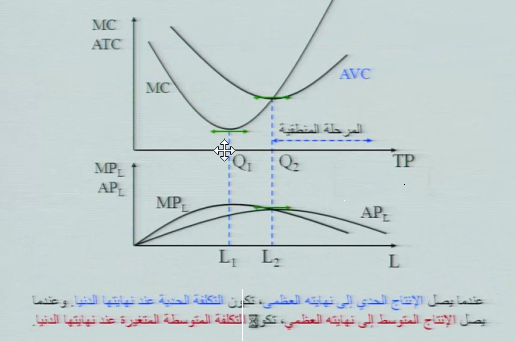 MC
ATC
MC
AVC
المرحلة المنطقية
Q1
Q2
TP
MPL
APL
MPL
APL
L1
L2
L
عندما يصل الإنتاج الحدي إلى نهايته العظمى، تكون التكلفة الحدية عند نهايتها الدنيا. وعندما
يصل الإنتاج المتوسط إلى نهايته العظمي، تكون التكلفة المتوسطة المتغيرة عند نهايتها الدنيا.